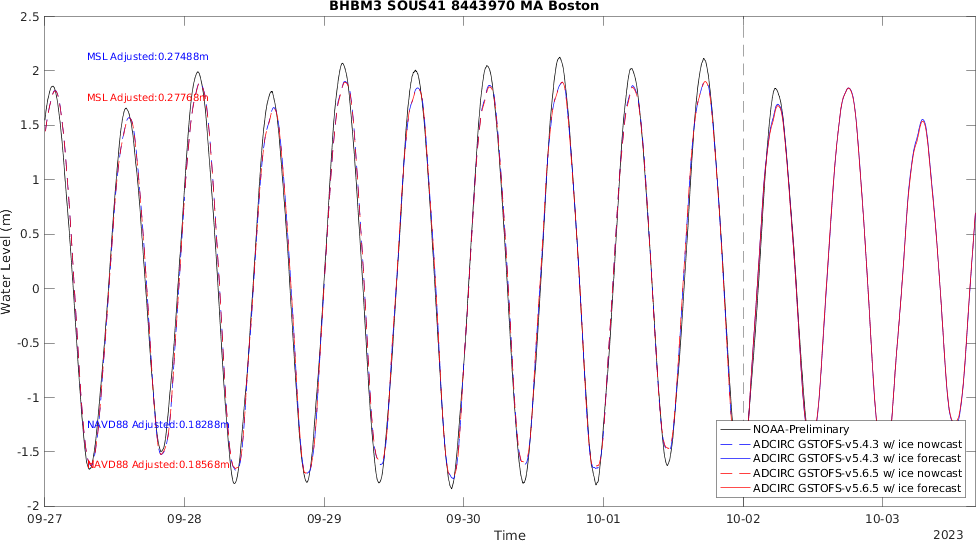 BHBM3 SOUS41 8443970 MA Boston
2.5
2
1.5
1
0.5
0
-0.5
-1
-1.5
-2
Water Level (m)
MSL Adjusted:0.27488m
MSL Adjusted:0.27768m
NAVD88 Adjusted:0.18288m
NAVD88 Adjusted:0.18568m
NOAA-Preliminary
ADCIRC GSTOFS-v5.4.3 w/ ice nowcast
ADCIRC GSTOFS-v5.4.3 w/ ice forecast
ADCIRC GSTOFS-v5.6.5 w/ ice nowcast
ADCIRC GSTOFS-v5.6.5 w/ ice forecast
09-27
09-28
09-29
09-30
10-01
10-02
10-03
Time
2023